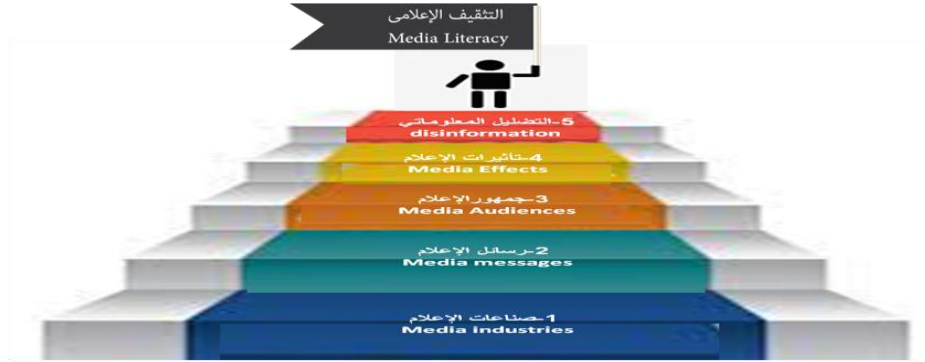 التثقيف الإعلامى
Media Literacy
5-التضليل المعلوماتي
disinformation
4-تأثيرات الإعلام
Media Effects
3-جمهور الإعلام
Media Audiences
2-رسائل الإعلام
Media messages
1-صناعات الإعلام
Media industries